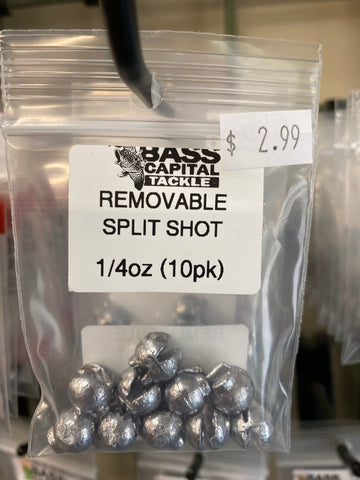 $ 2.99
BASS
CAPITAL
TACKLE
REMOVABLE
SPLIT SHOT
1/4oz (10pk)